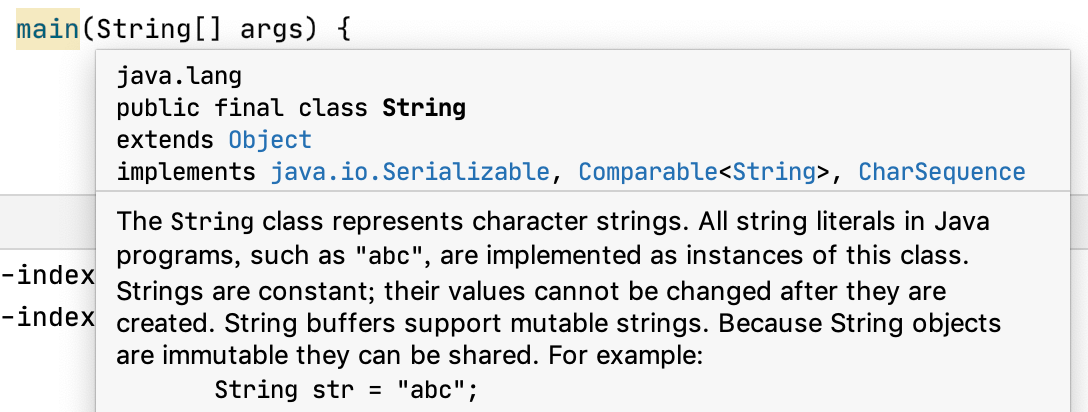 main(String[] args) {
java.lang
public final class String
extends Object
implements java.io.Serializable, Comparable<String>, CharSequence
The String class represents character strings. All string literals in Java
programs, such as "abc", are implemented as instances of this class.
-index
Strings are constant; their values cannot be changed after they are
-index
created. String buffers support mutable strings. Because String objects
are immutable they can be shared. For example:
String str = "abc";